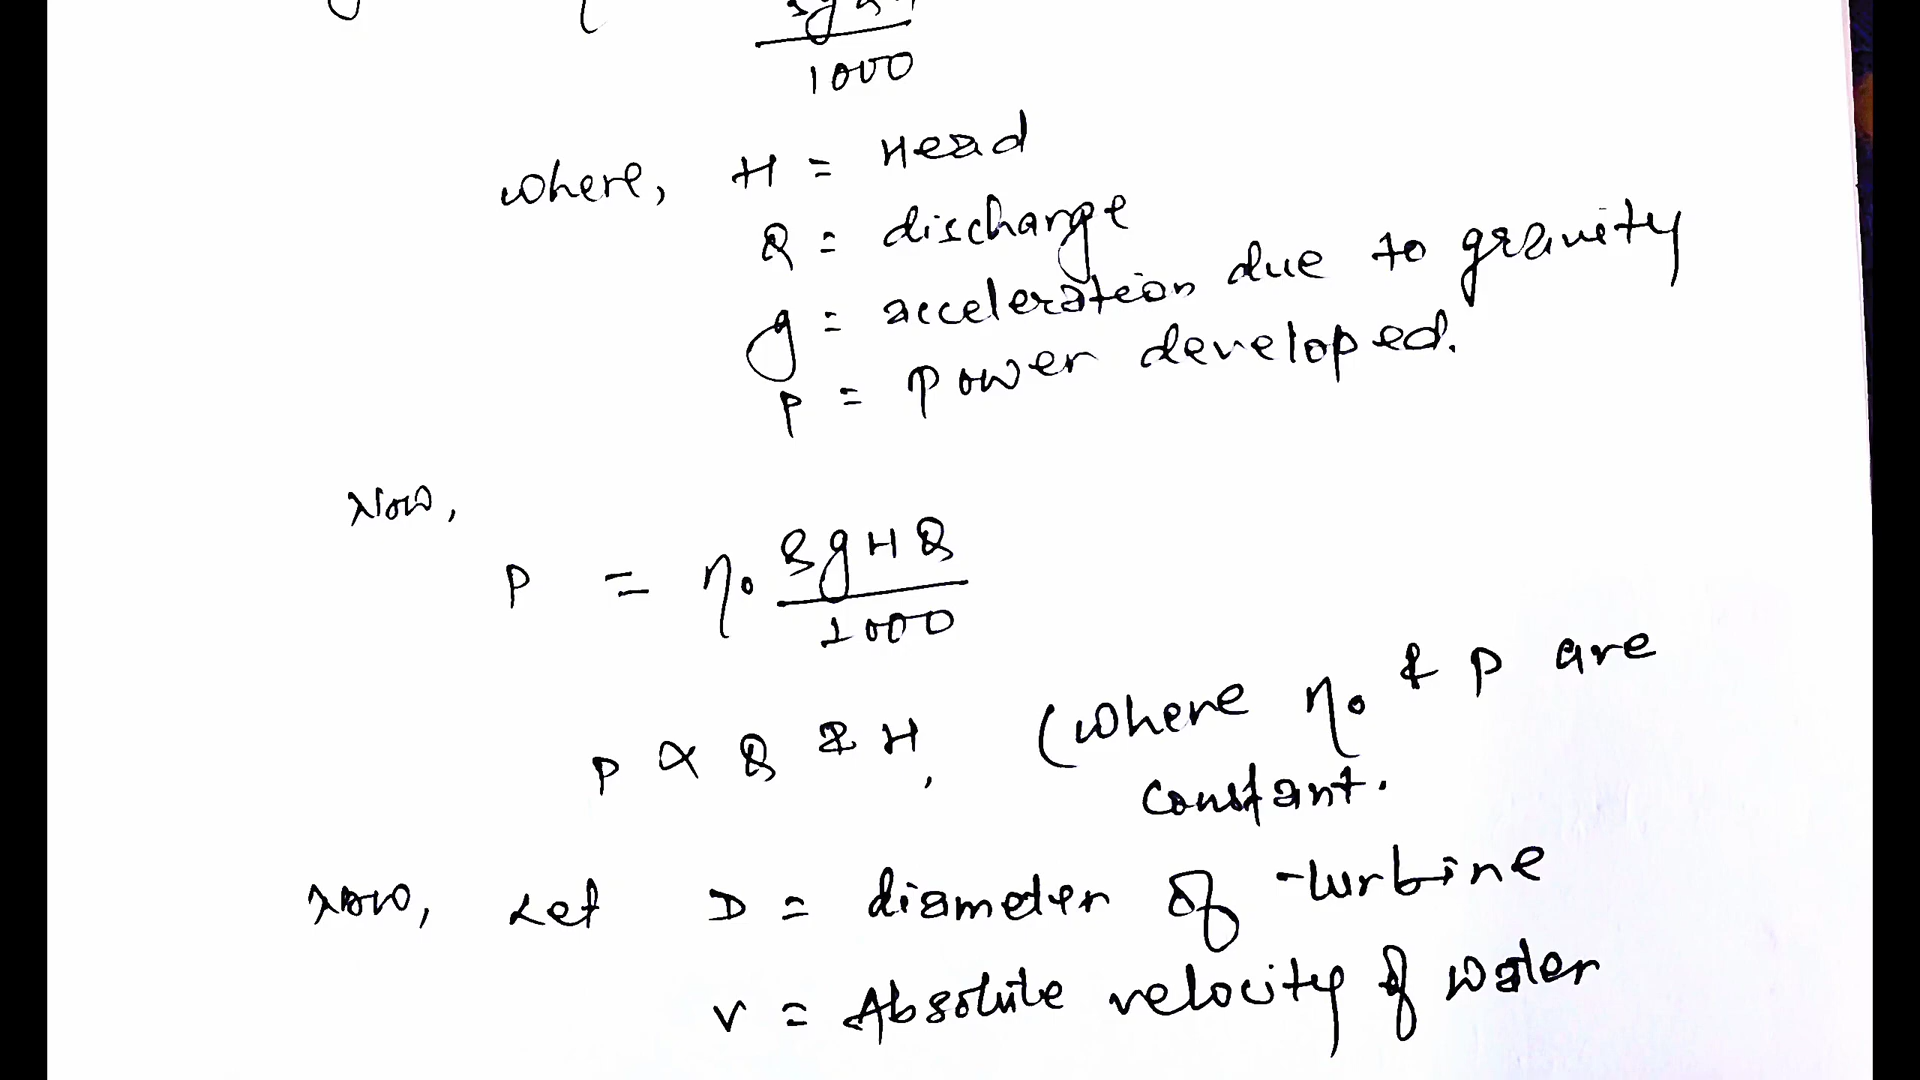 1000
where, H = Head
Q = discharge
g = acceleration due to gravity
P = Power developed.
Now,
P = η₀ ρgHQ
1000
P ∝ Q & H, (where η₀ & ρ are
constant.
Now, Let D = diameter of turbine
V = Absolute velocity of water